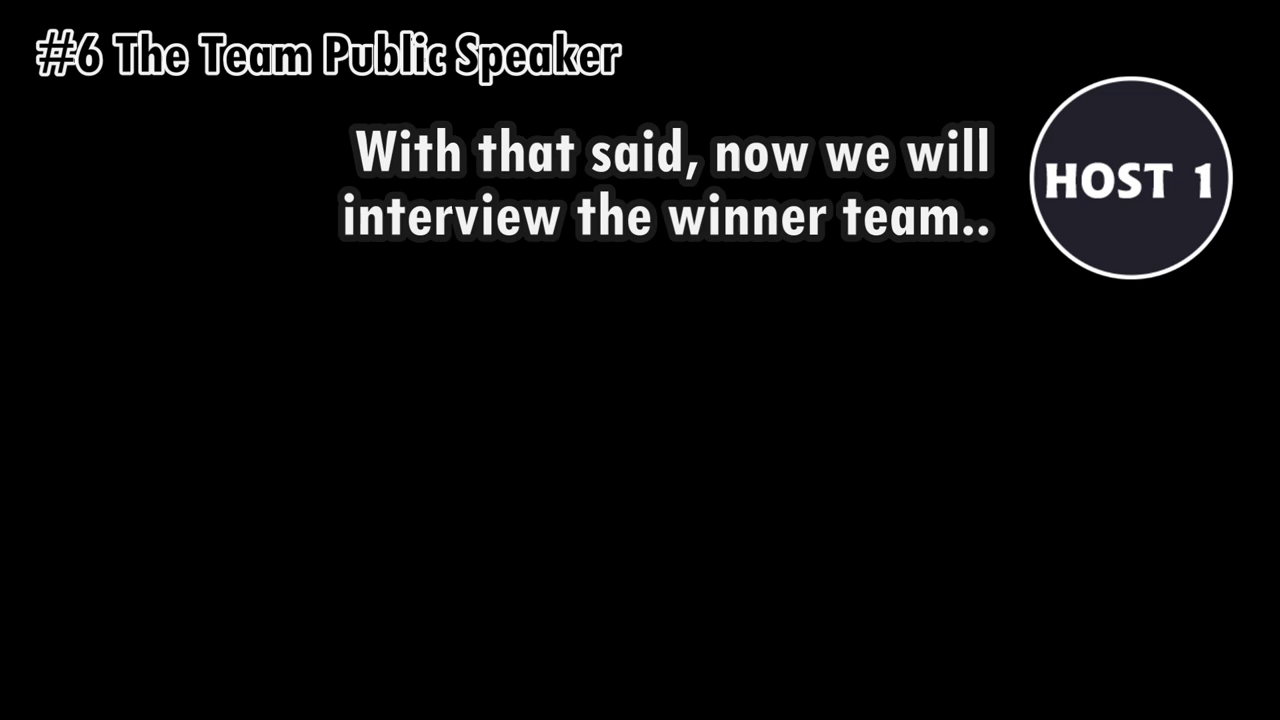 #6 The Team Public Speaker
With that said, now we will
interview the winner team..
HOST 1